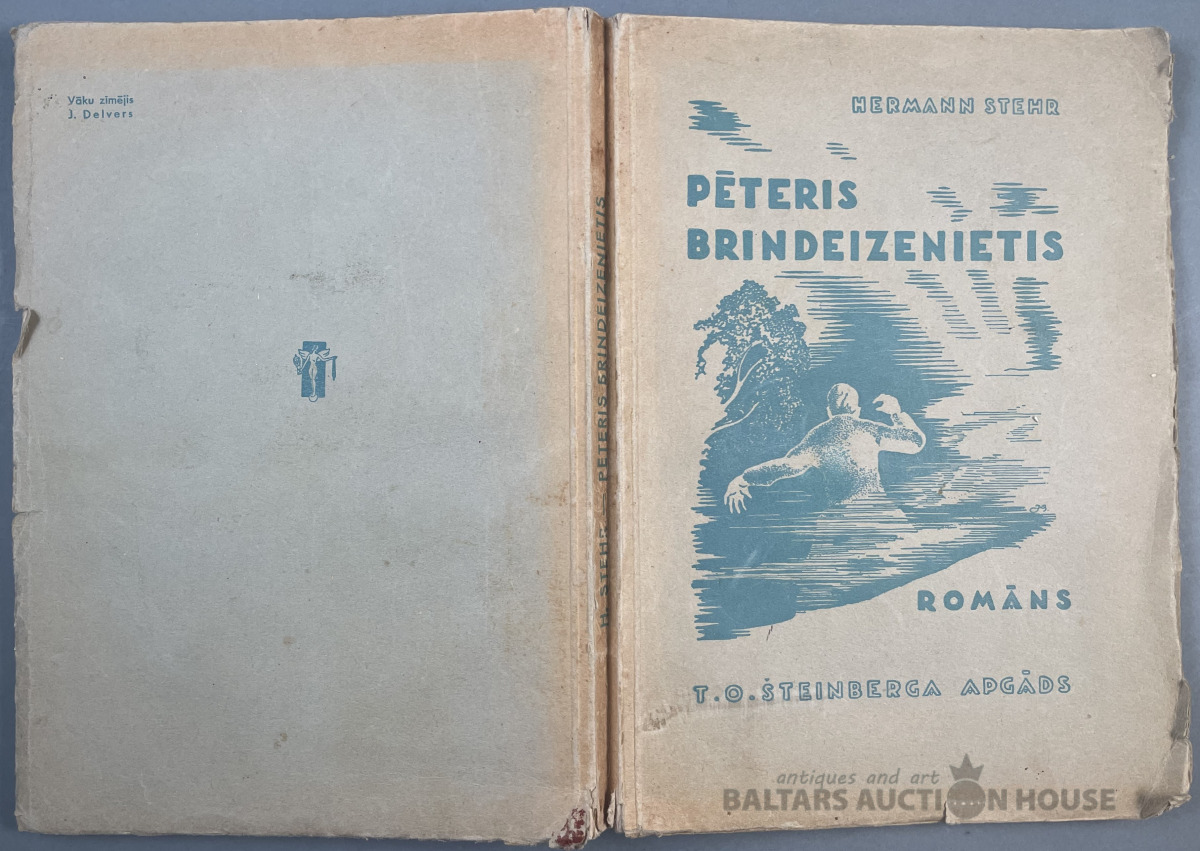 Vāku zīmējis
J. Delvers
H. STEHR – PĒTERIS BRINDEIZENIETIS
HERMANN STEHR
PĒTERIS
BRINDEIZENIETIS
ROMĀNS
T.O. ŠTEINBERGA APGĀDS
antiques and art
BALTARS AUCTION HOUSE